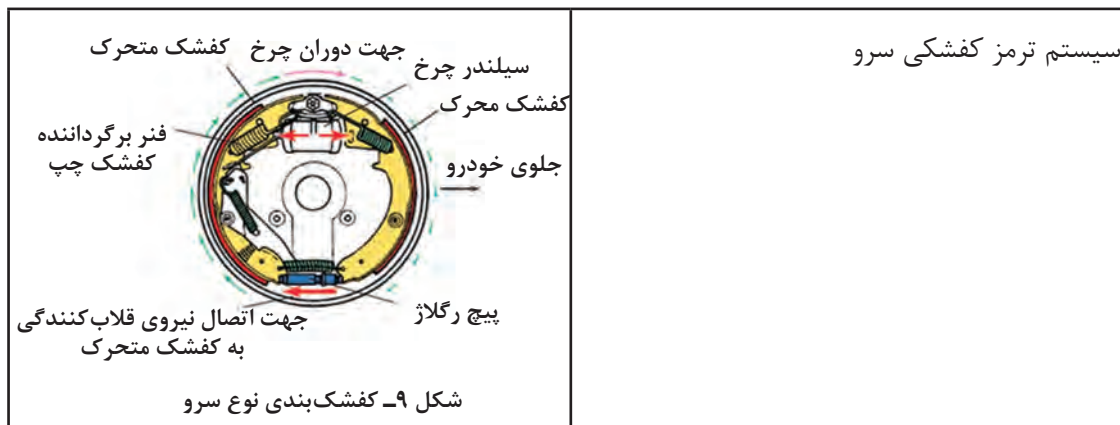 سیستم ترمز کفشکی سرو
جهت دوران چرخ
کفشک متحرک
سیلندر چرخ
کفشک محرک
فنر برگرداننده
کفشک چپ
جلوی خودرو
پیچ رگلاژ
جهت اتصال نیروی قلاب‌کنندگی
به کفشک متحرک
شکل ۹ـ کفشک‌بندی نوع سرو